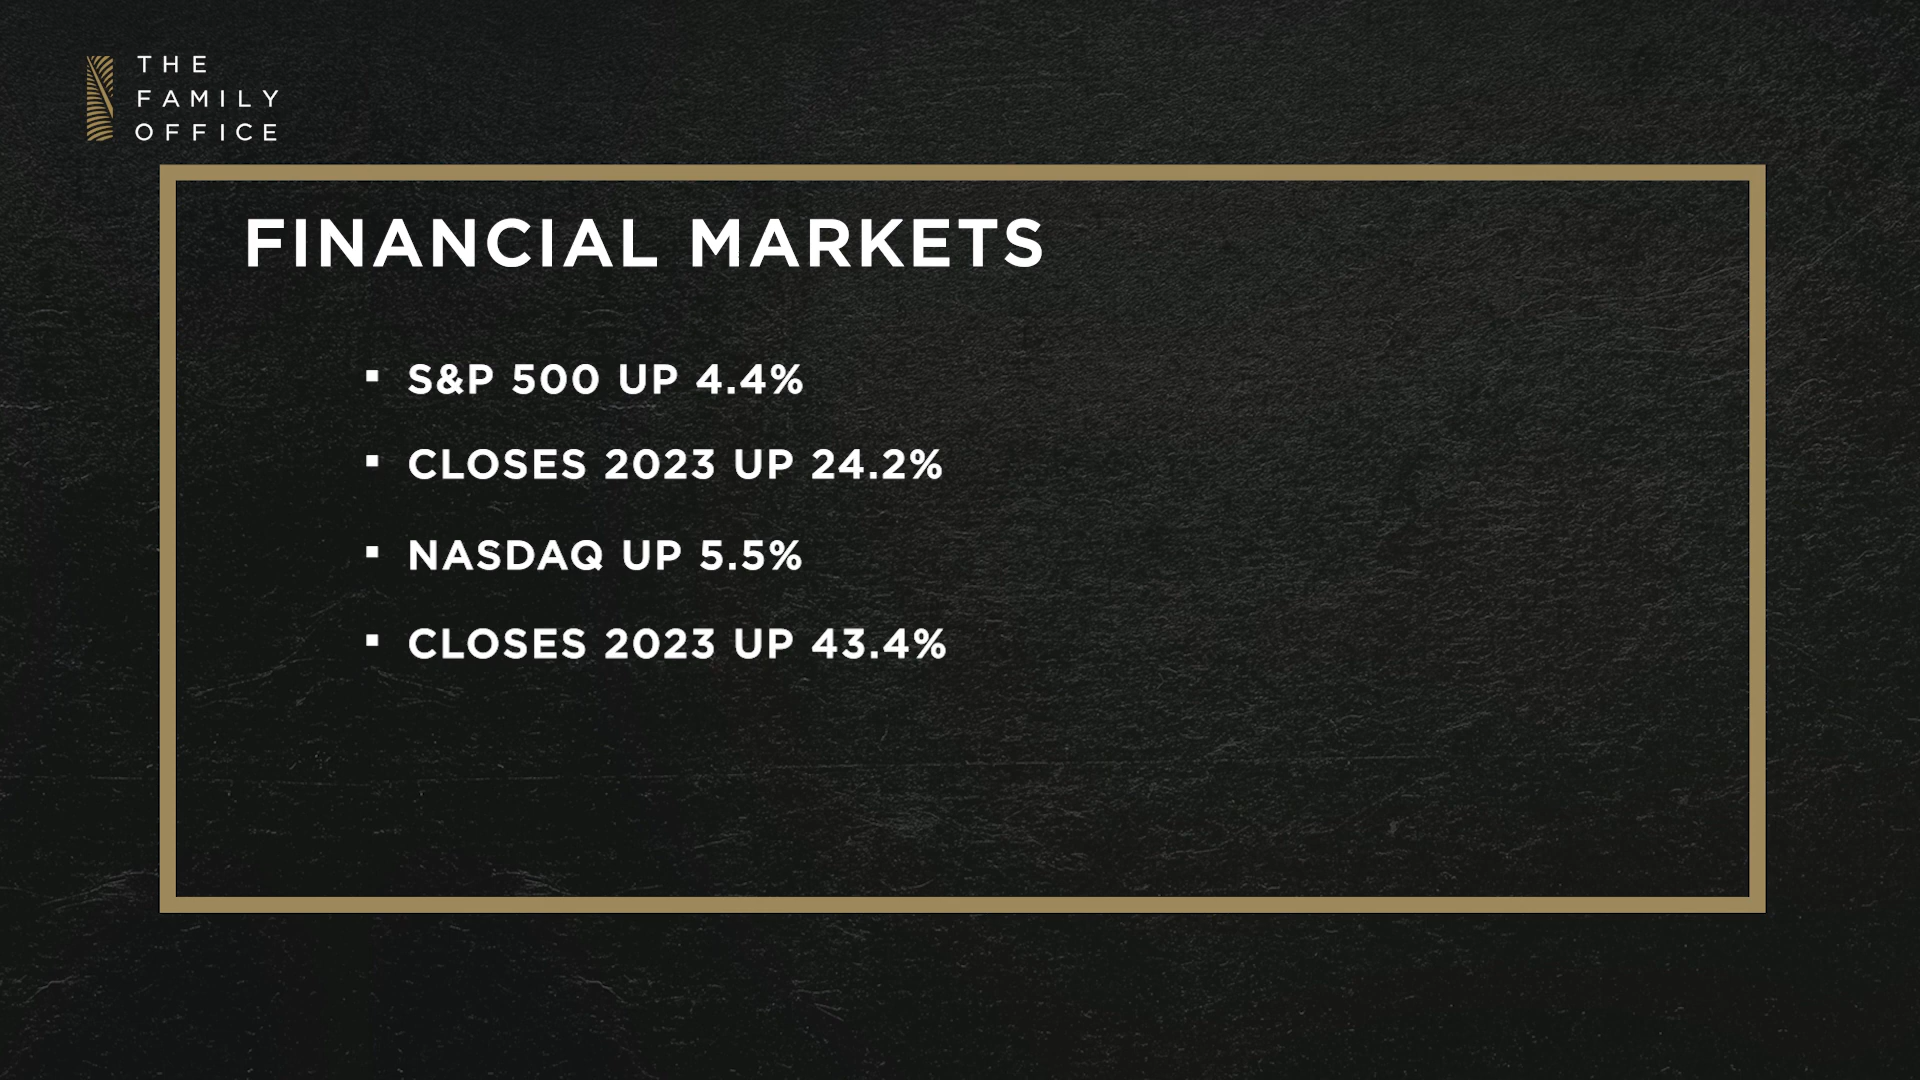 THE
FAMILY
OFFICE
FINANCIAL MARKETS
▪ S&P 500 UP 4.4%
▪ CLOSES 2023 UP 24.2%
▪ NASDAQ UP 5.5%
▪ CLOSES 2023 UP 43.4%